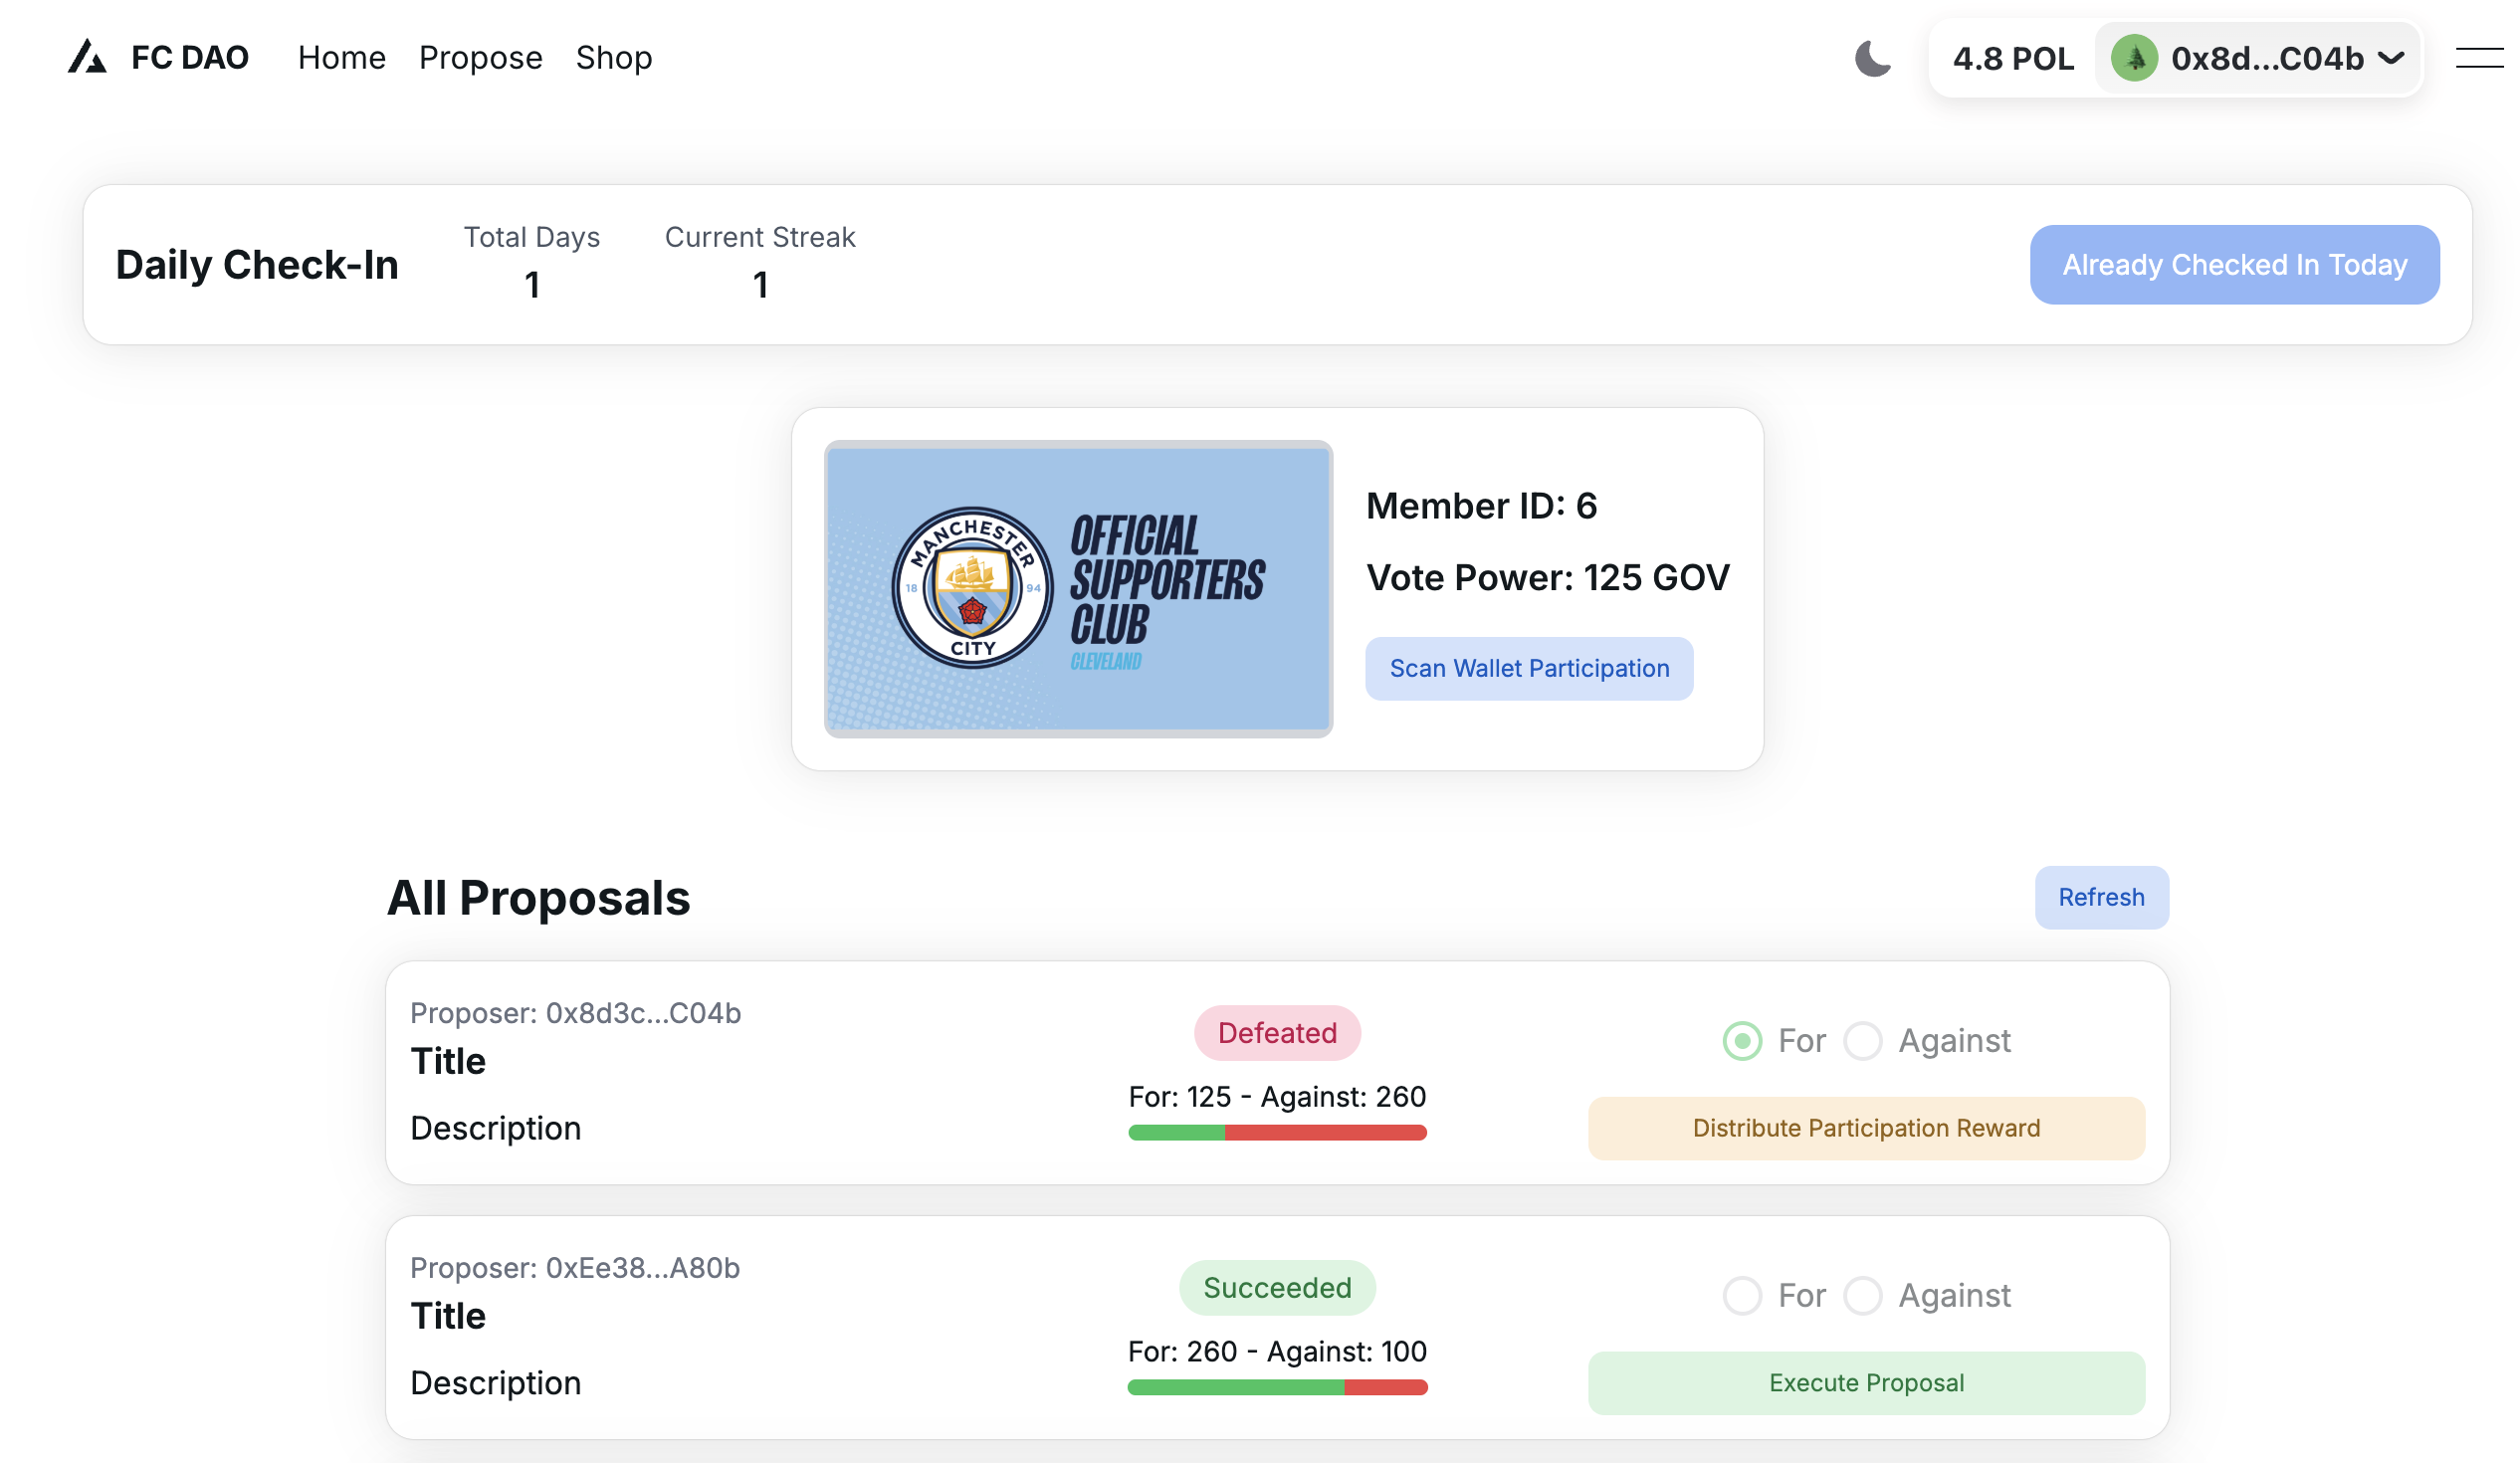 FC DAO
Home
Propose
Shop
4.8 POL
0x8d...C04b
Daily Check-In
Total Days
1
Current Streak
1
Already Checked In Today
MANCHESTER
18
94
CITY
OFFICIAL
SUPPORTERS
CLUB
CLEVELAND
Member ID: 6
Vote Power: 125 GOV
Scan Wallet Participation
All Proposals
Refresh
Proposer: 0x8d3c...C04b
Title
Description
Defeated
For: 125 - Against: 260
For
Against
Distribute Participation Reward
Proposer: 0xEe38...A80b
Title
Description
Succeeded
For: 260 - Against: 100
For
Against
Execute Proposal